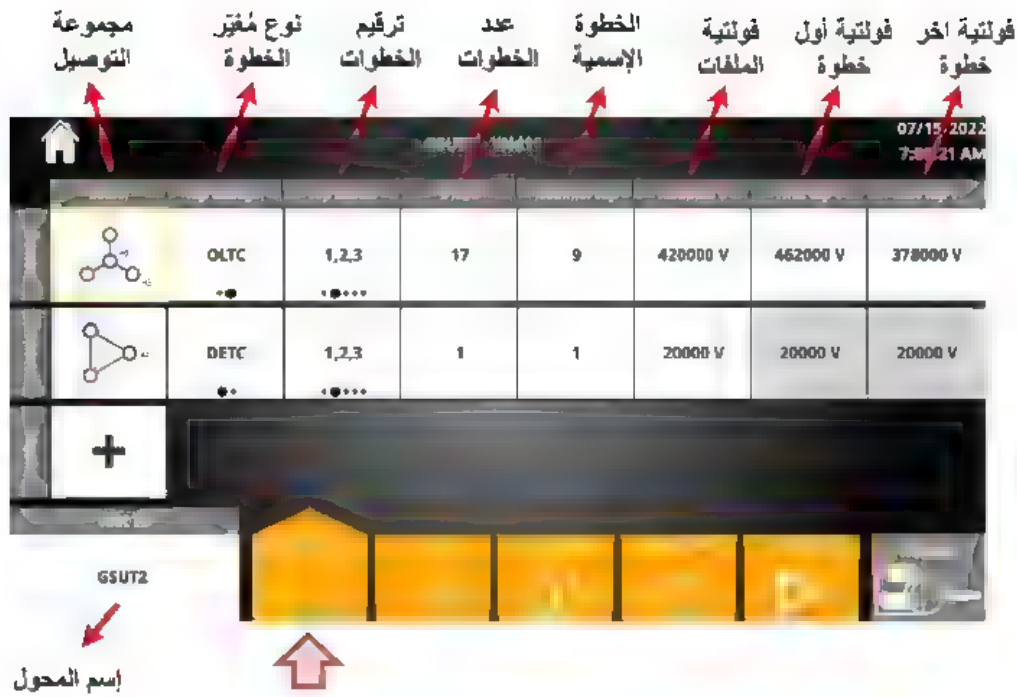 مجموعة التوصيل
نوع مُغيّر الخطوة
ترقيم الخطوات
عدد الخطوات
الخطوة الإسمية
فولتية الملفات
فولتية أول خطوة
فولتية اخر خطوة
07/15/2022
OLTC 1,2,3 17 9 420000 V 462000 V 378000 V
DETC 1,2,3 1 1 20000 V 20000 V 20000 V
+
GSUT2
إسم المحول